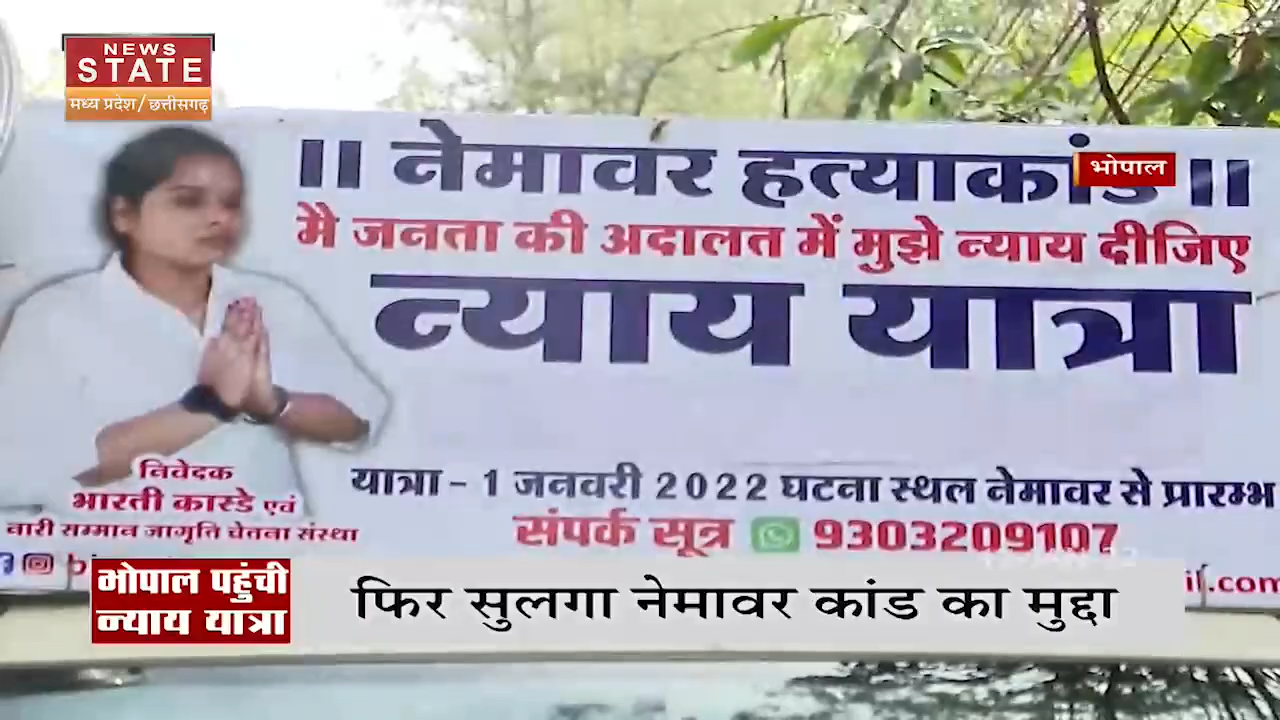 NEWS
STATE
मध्य प्रदेश/छत्तीसगढ़
|| नेमावर हत्याकांड ||
भोपाल
मै जनता की अदालत में मुझे न्याय दीजिए
न्याय यात्रा
निवेदक
भारती कास्डे एवं
नारी सम्मान जागृति चेतना संस्था
यात्रा - 1 जनवरी 2022 घटना स्थल नेमावर से प्रारम्भ
संपर्क सूत्र 9303209107
.com
भोपाल पहुंची
न्याय यात्रा
फिर सुलगा नेमावर कांड का मुद्दा